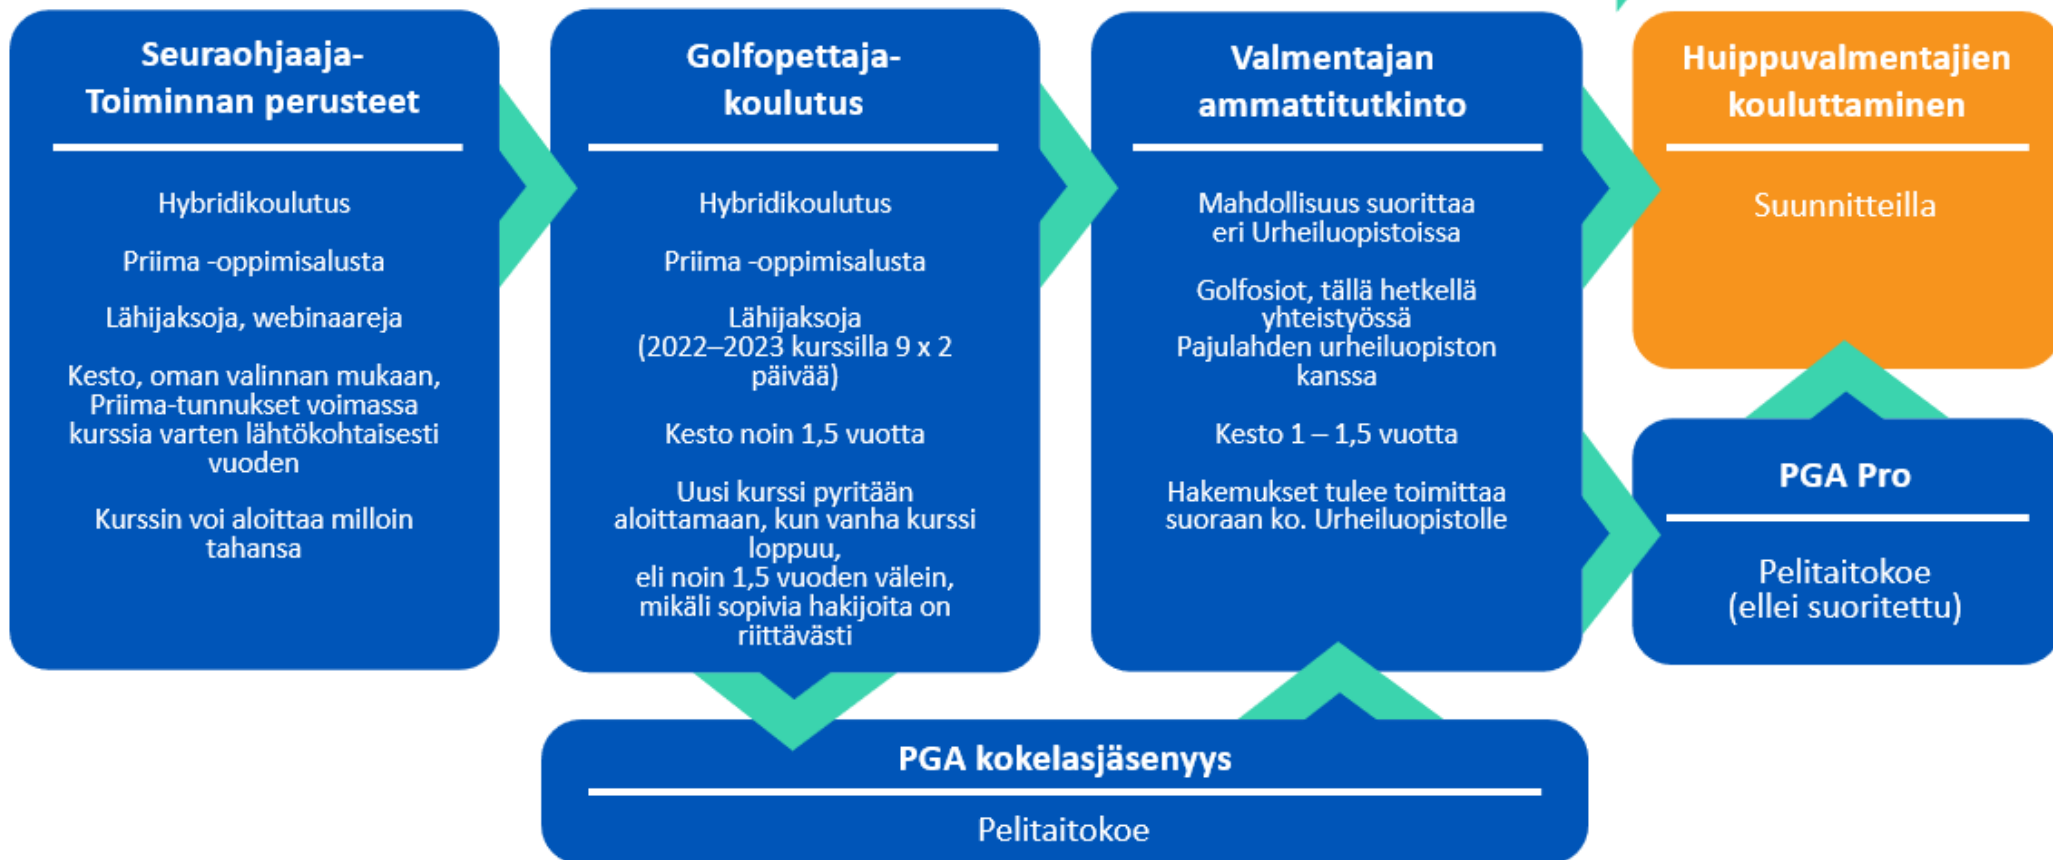 Seuraohjaaja-
Toiminnan perusteet
Hybridikoulutus
Priima -oppimisalusta
Lähijaksoja, webinaareja
Kesto, oman valinnan mukaan,
Priima-tunnukset voimassa
kurssia varten lähtökohtaisesti
vuoden
Kurssin voi aloittaa milloin
tahansa
Golfopettaja-
koulutus
Hybridikoulutus
Priima -oppimisalusta
Lähijaksoja
(2022–2023 kurssilla 9 x 2
päivää)
Kesto noin 1,5 vuotta
Uusi kurssi pyritään
aloittamaan, kun vanha kurssi
loppuu,
eli noin 1,5 vuoden välein,
mikäli sopivia hakijoita on
riittävästi
Valmentajan
ammattitutkinto
Mahdollisuus suorittaa
eri Urheiluopistoissa
Golfosiot, tällä hetkellä
yhteistyössä
Pajulahden urheiluopiston
kanssa
Kesto 1 – 1,5 vuotta
Hakemukset tulee toimittaa
suoraan ko. Urheiluopistolle
Huippuvalmentajien
kouluttaminen
Suunnitteilla
PGA Pro
Pelitaitokoe
(ellei suoritettu)
PGA kokelasjäsenyys
Pelitaitokoe